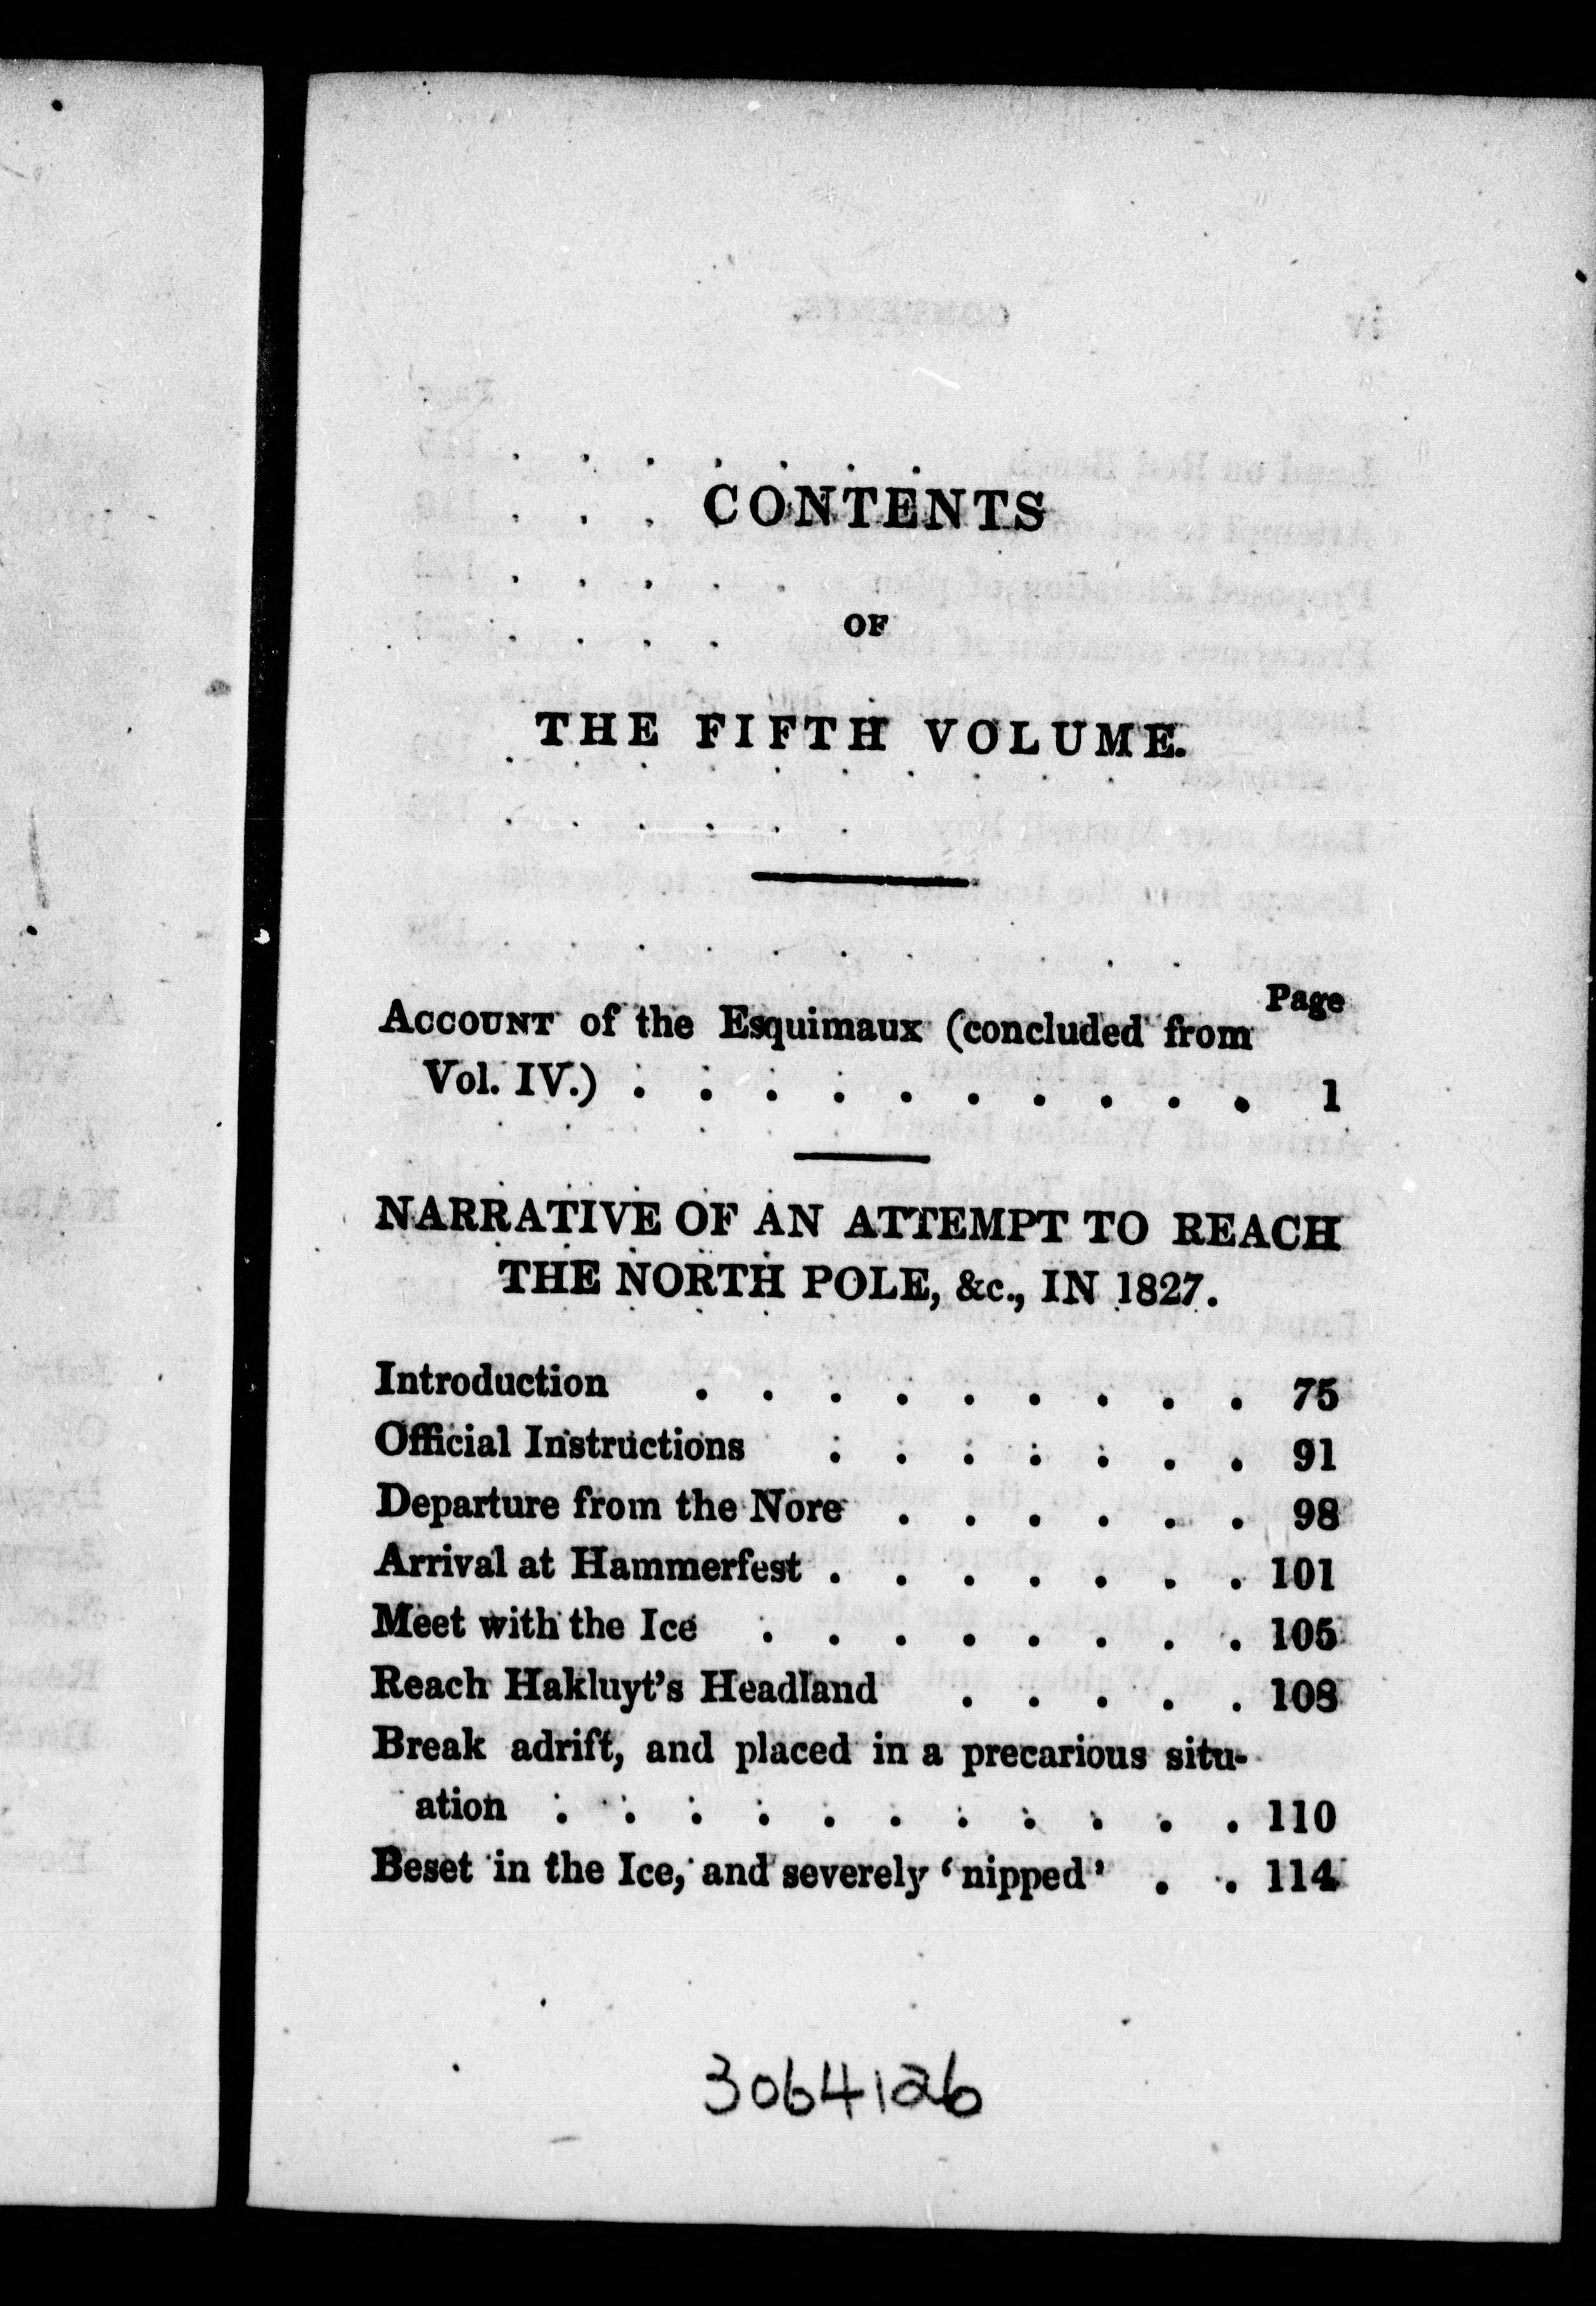 CONTENTS
OF
THE FIFTH VOLUME.
Page
ACCOUNT of the Esquimaux (concluded from
Vol. IV.) . . . . . . . . . . 1
NARRATIVE OF AN ATTEMPT TO REACH
THE NORTH POLE, &c., IN 1827.
Introduction . . . . . . . . . 75
Official Instructions . . . . . . . 91
Departure from the Nore . . . . . . 98
Arrival at Hammerfest . . . . . . . 101
Meet with the Ice . . . . . . . . 105
Reach Hakluyt's Headland . . . . . 108
Break adrift, and placed in a precarious situ-
ation . . . . . . . . . . . 110
Beset in the Ice, and severely 'nipped' . . 114
3064126